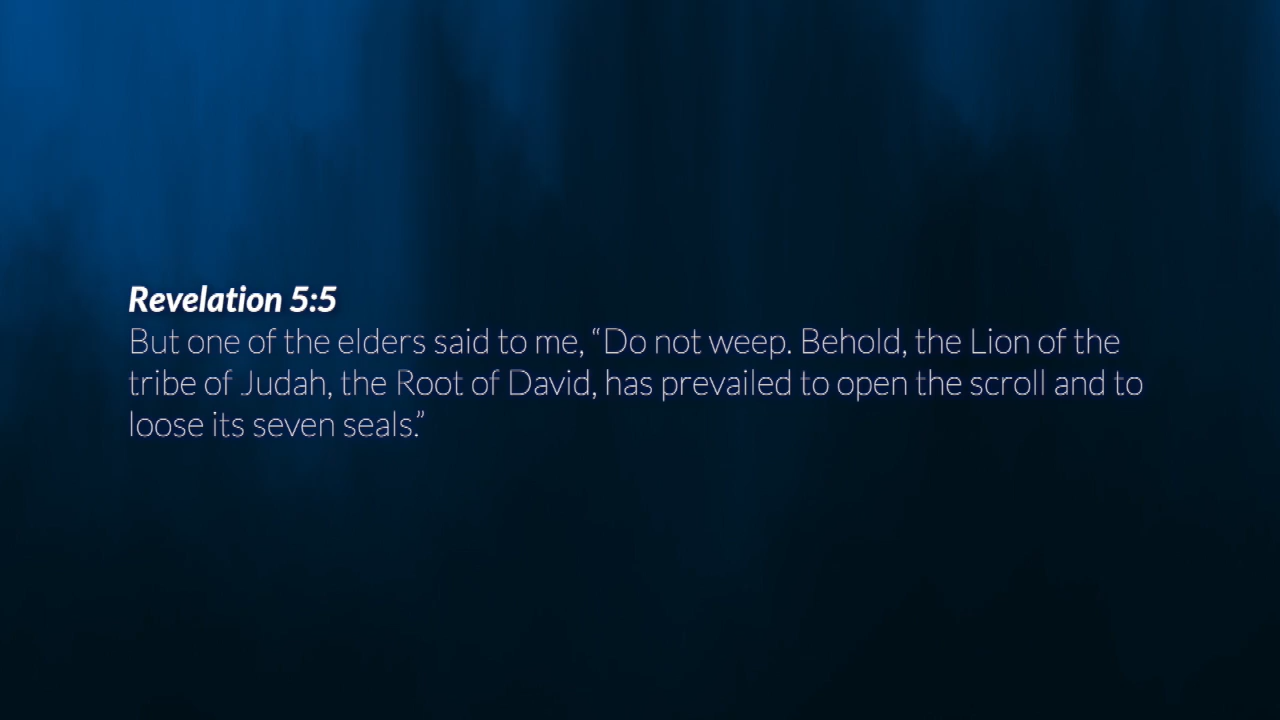 Revelation 5:5
But one of the elders said to me, “Do not weep. Behold, the Lion of the
tribe of Judah, the Root of David, has prevailed to open the scroll and to
loose its seven seals.”